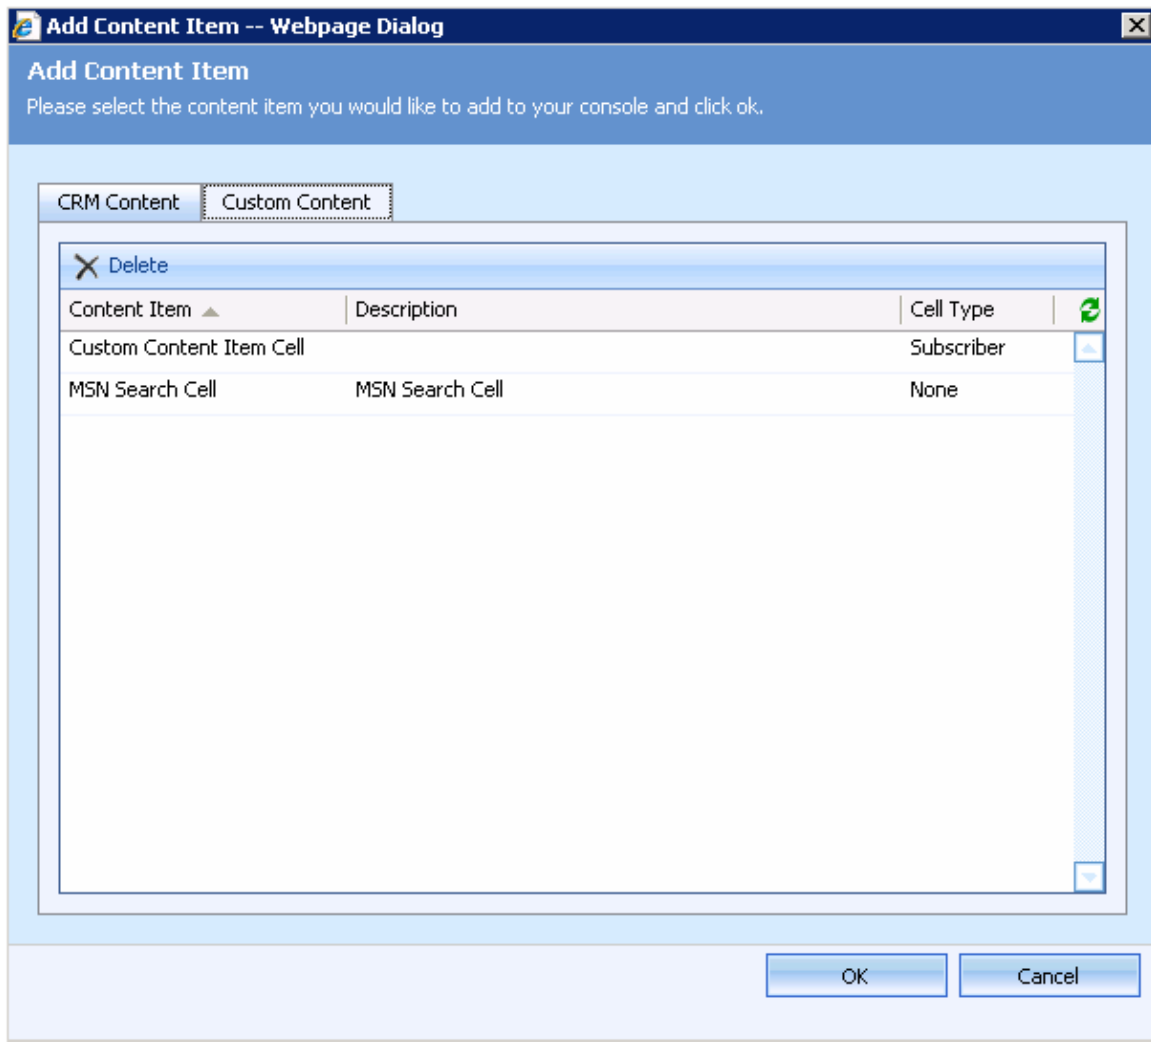 Add Content Item -- Webpage Dialog
Add Content Item
Please select the content item you would like to add to your console and click ok.
CRM Content Custom Content
Delete
Content Item Description Cell Type
Custom Content Item Cell Subscriber
MSN Search Cell MSN Search Cell None
OK Cancel